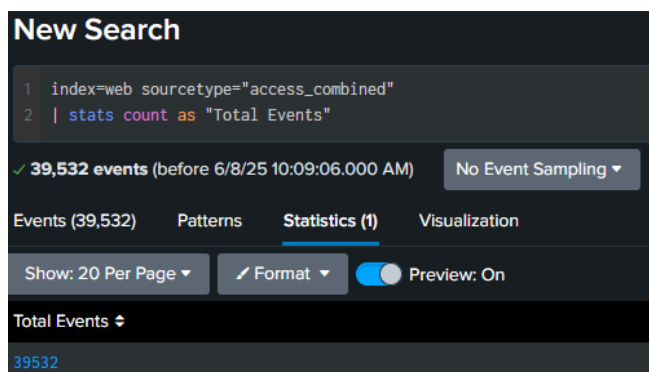 New Search
1 index=web sourcetype="access_combined"
2 | stats count as "Total Events"
✓ 39,532 events (before 6/8/25 10:09:06.000 AM) No Event Sampling ▾
Events (39,532) Patterns Statistics (1) Visualization
Show: 20 Per Page ▾ Format ▾ Preview: On
Total Events
39532